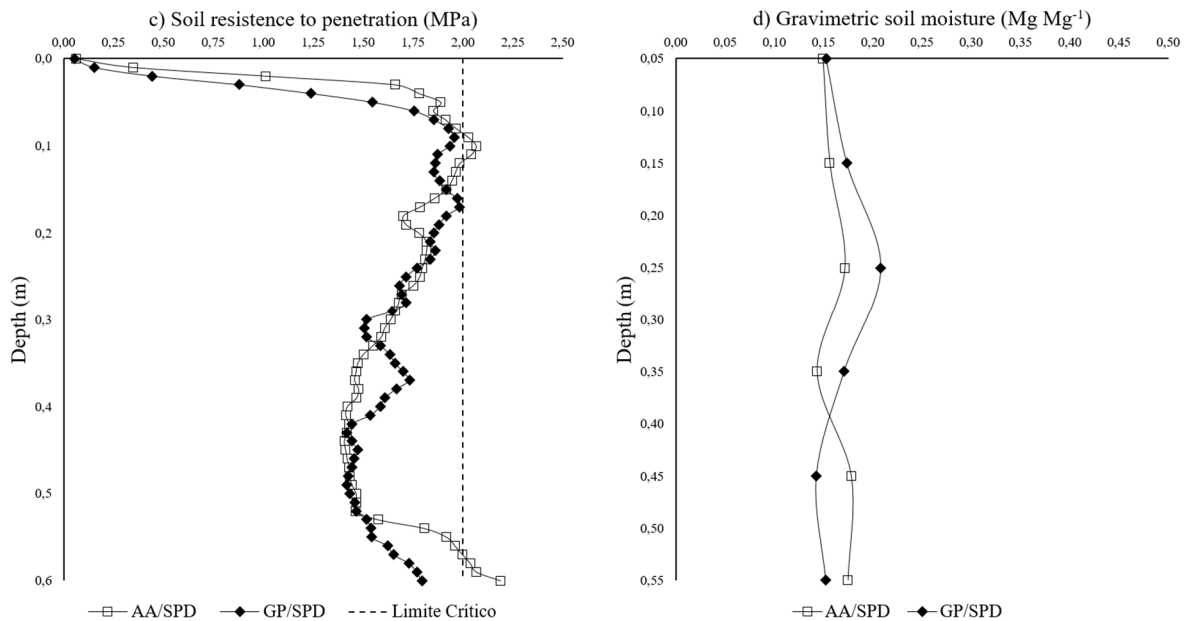 c) Soil resistence to penetration (MPa)
0,00 0,25 0,50 0,75 1,00 1,25 1,50 1,75 2,00 2,25 2,50
0,0
0,1
0,2
0,3
0,4
0,5
0,6
Depth (m)
AA/SPD GP/SPD Limite Crítico
d) Gravimetric soil moisture (Mg Mg⁻¹)
0,00 0,05 0,10 0,15 0,20 0,25 0,30 0,35 0,40 0,45 0,50
0,05
0,10
0,15
0,20
0,25
0,30
0,35
0,40
0,45
0,50
0,55
Depth (m)
AA/SPD GP/SPD